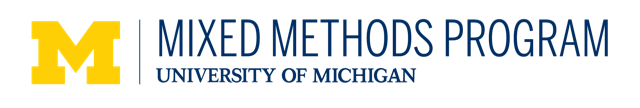 M
MIXED METHODS PROGRAM
UNIVERSITY OF MICHIGAN